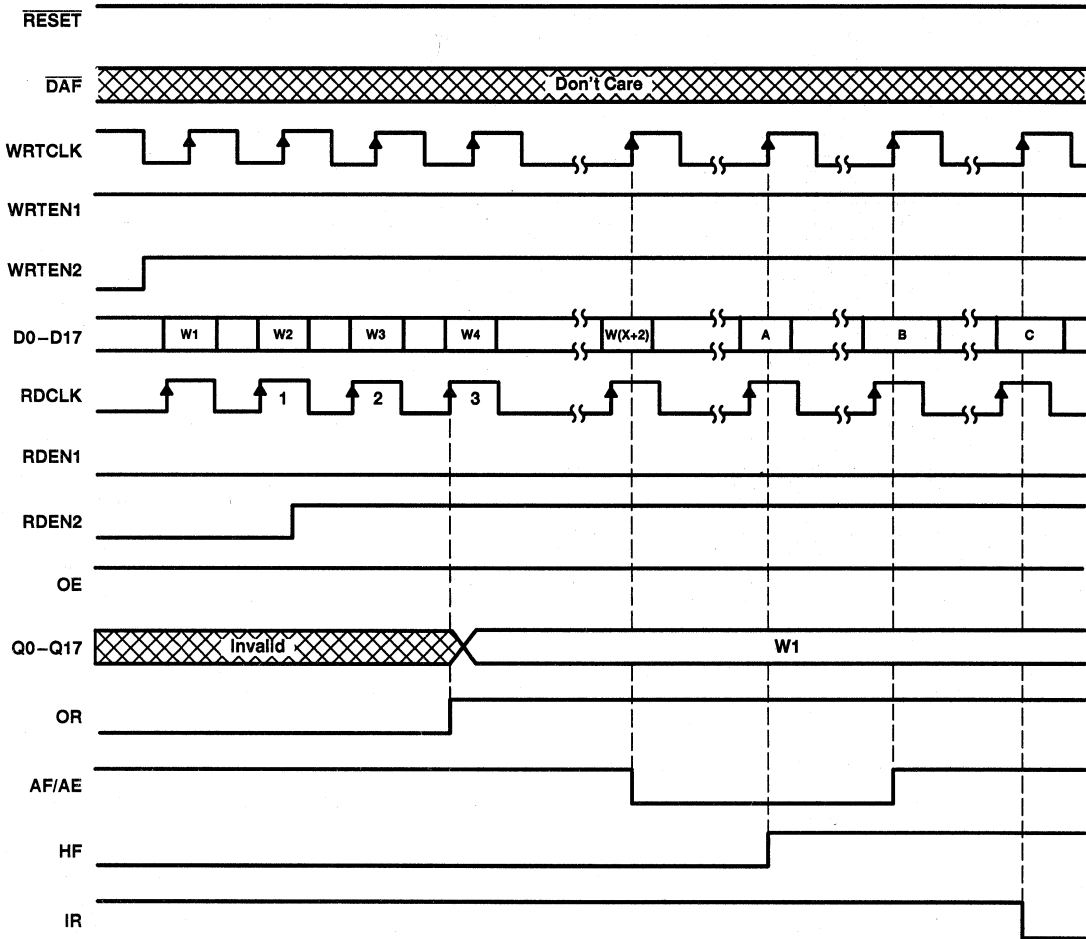 RESET
DAF
Don't Care
WRTCLK
WRTEN1
WRTEN2
D0–D17 W1 W2 W3 W4 W(X+2) A B C
RDCLK 1 2 3
RDEN1
RDEN2
OE
Q0–Q17 Invalid W1
OR
AF/AE
HF
IR